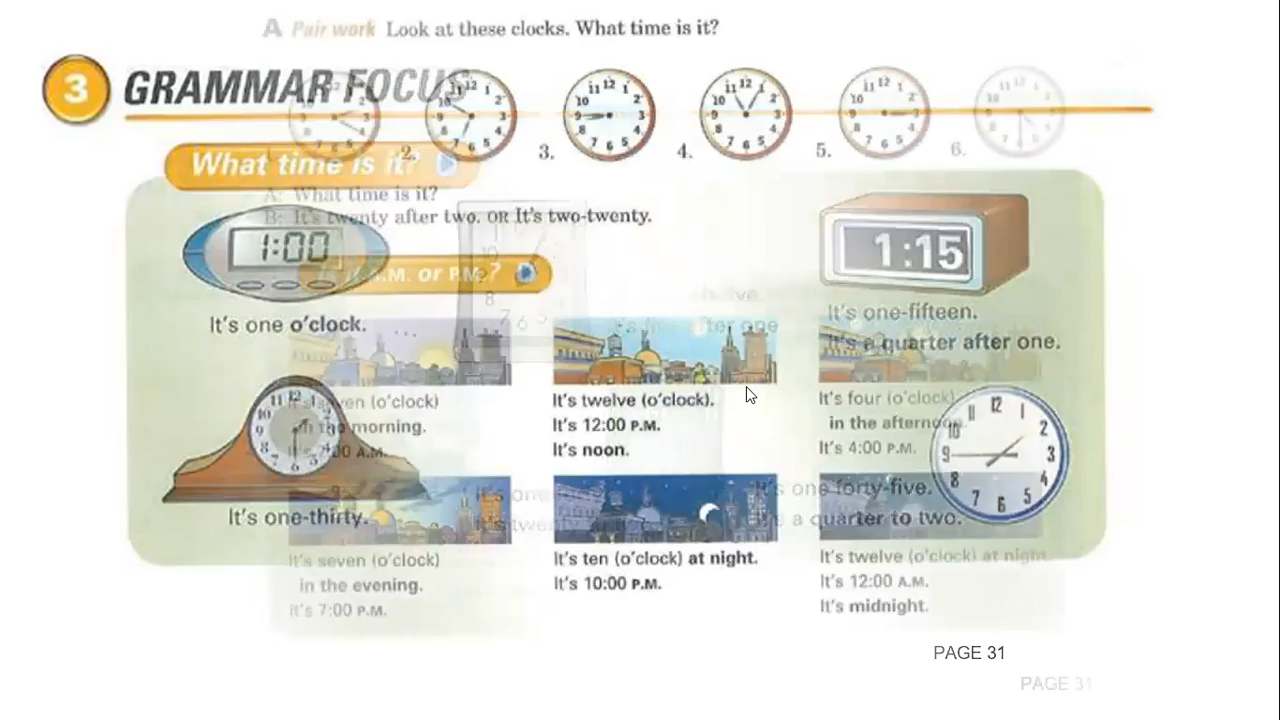 A Pair work Look at these clocks. What time is it?
3 GRAMMAR FOCUS
2.
3.
4.
5.
6.
What time is it?
A: What time is it?
B: It's twenty after two. OR It's two-twenty.
1:00
1:15
A.M. or P.M.?
It's one o'clock.
It's one-fifteen.
It's a quarter after one.
It's seven (o'clock)
in the morning.
It's 7:00 A.M.
It's twelve (o'clock).
It's 12:00 P.M.
It's noon.
It's four (o'clock)
in the afternoon.
It's 4:00 P.M.
It's one-thirty.
It's one forty-five.
It's a quarter to two.
It's seven (o'clock)
in the evening.
It's 7:00 P.M.
It's ten (o'clock) at night.
It's 10:00 P.M.
It's twelve (o'clock) at night.
It's 12:00 A.M.
It's midnight.
PAGE 31
PAGE 31